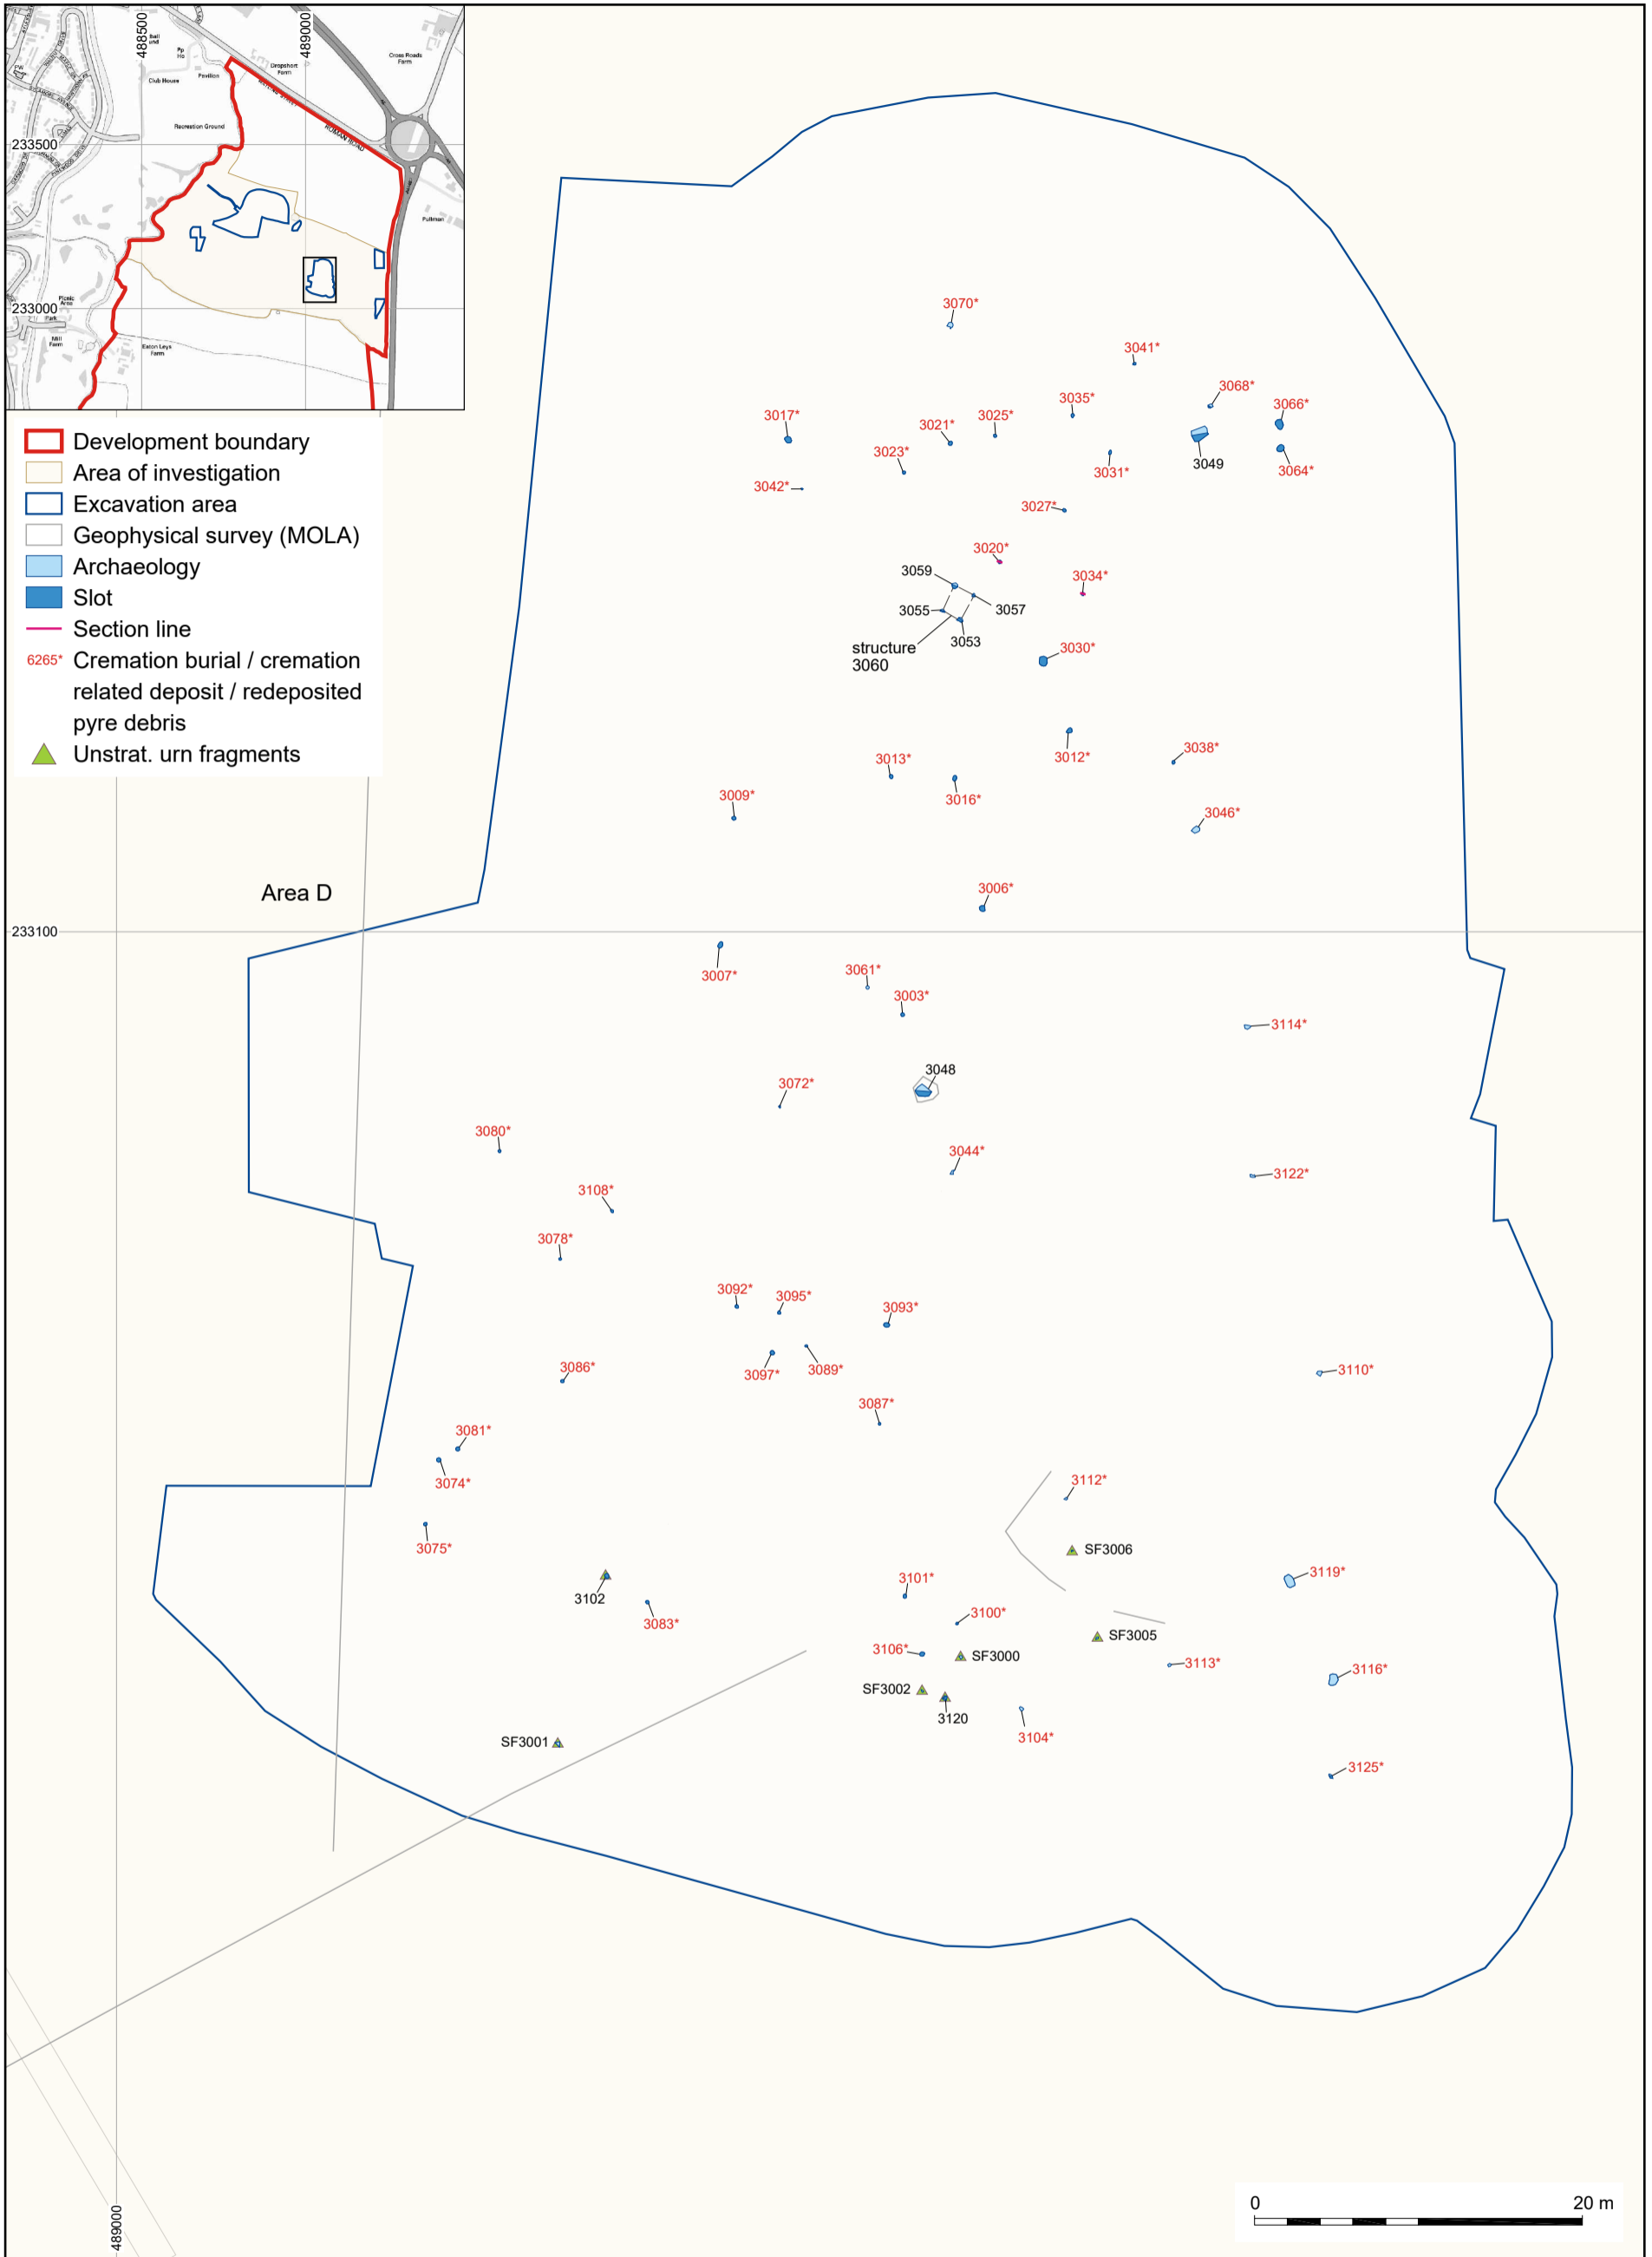 488500
489000
Cross Roads
Farm
Dropshort
Farm
PW
Club House
Pavilion
Recreation Ground
ROMAN ROAD
233500
Pullman
233000
Picnic
Area
Park
Mill
Farm
Eaton Leys
Farm
Development boundary
Area of investigation
Excavation area
Geophysical survey (MOLA)
Archaeology
Slot
Section line
6265* Cremation burial / cremation
related deposit / redeposited
pyre debris
Unstrat. urn fragments
3070*
3041*
3068*
3035*
3066*
3017*
3025*
3021*
3023*
3049
3031*
3064*
3042*
3027*
3020*
3059
3034*
3055
3057
3053
structure
3060
3030*
3012*
3038*
3013*
3009*
3016*
3046*
Area D
3006*
233100
3007*
3061*
3003*
3114*
3048
3072*
3080*
3044*
3122*
3108*
3078*
3092*
3095*
3093*
3086*
3097*
3089*
3110*
3087*
3081*
3074*
3112*
3075*
SF3006
3101*
3119*
3102
3083*
3100*
SF3005
3106*
SF3000
3113*
3116*
SF3002
3120
3104*
SF3001
3125*
489000
0
20 m